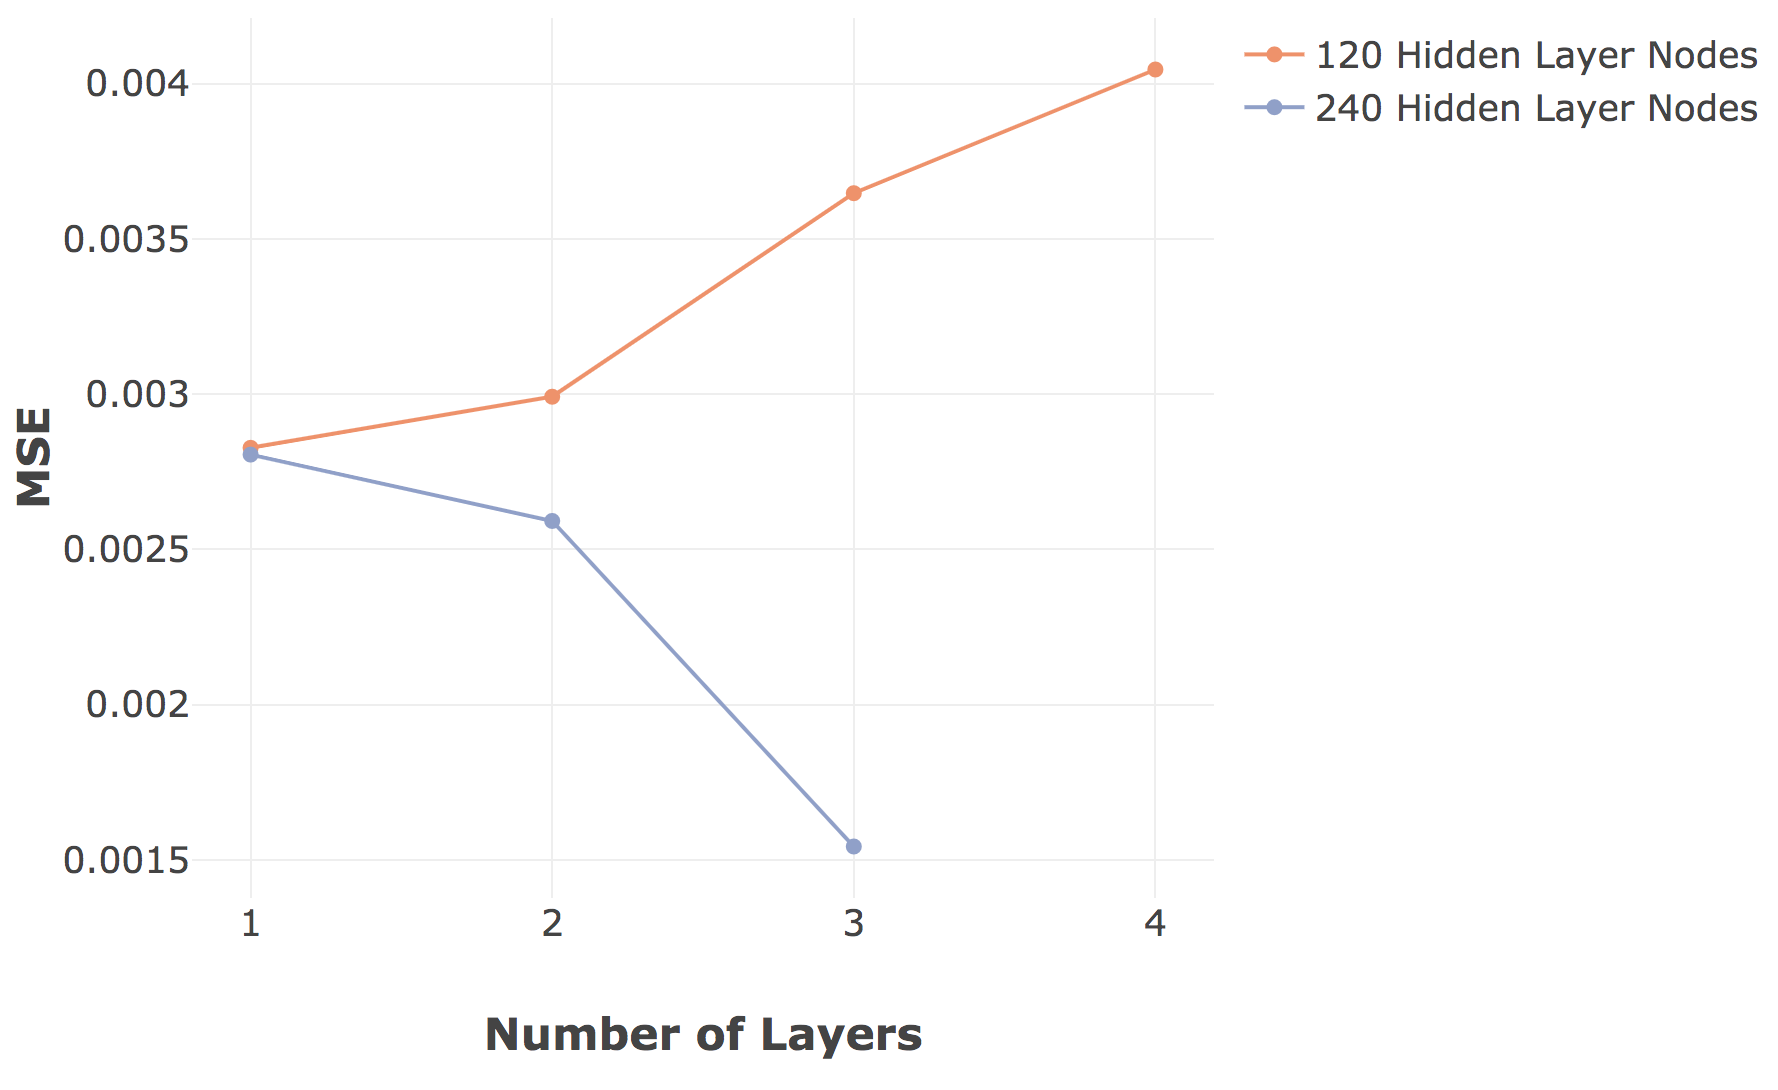 120 Hidden Layer Nodes
240 Hidden Layer Nodes
0.004
0.0035
0.003
0.0025
0.002
0.0015
MSE
1 2 3 4
Number of Layers